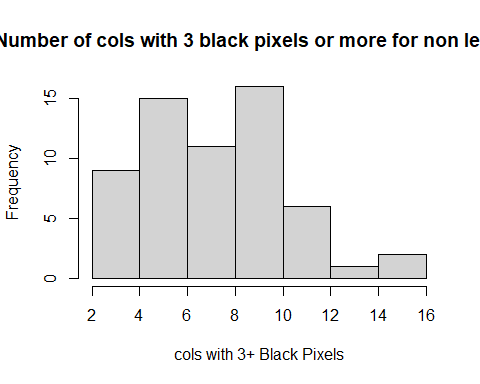 Number of cols with 3 black pixels or more for non le
Frequency
15
10
5
0
2 4 6 8 10 12 14 16
cols with 3+ Black Pixels